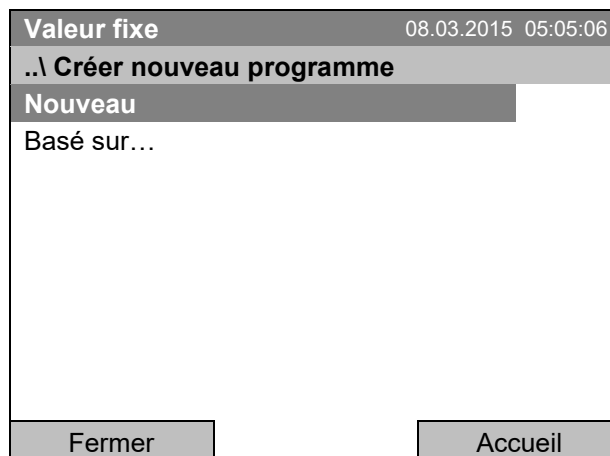 Valeur fixe 08.03.2015 05:05:06
..\ Créer nouveau programme
Nouveau
Basé sur…
Fermer Accueil